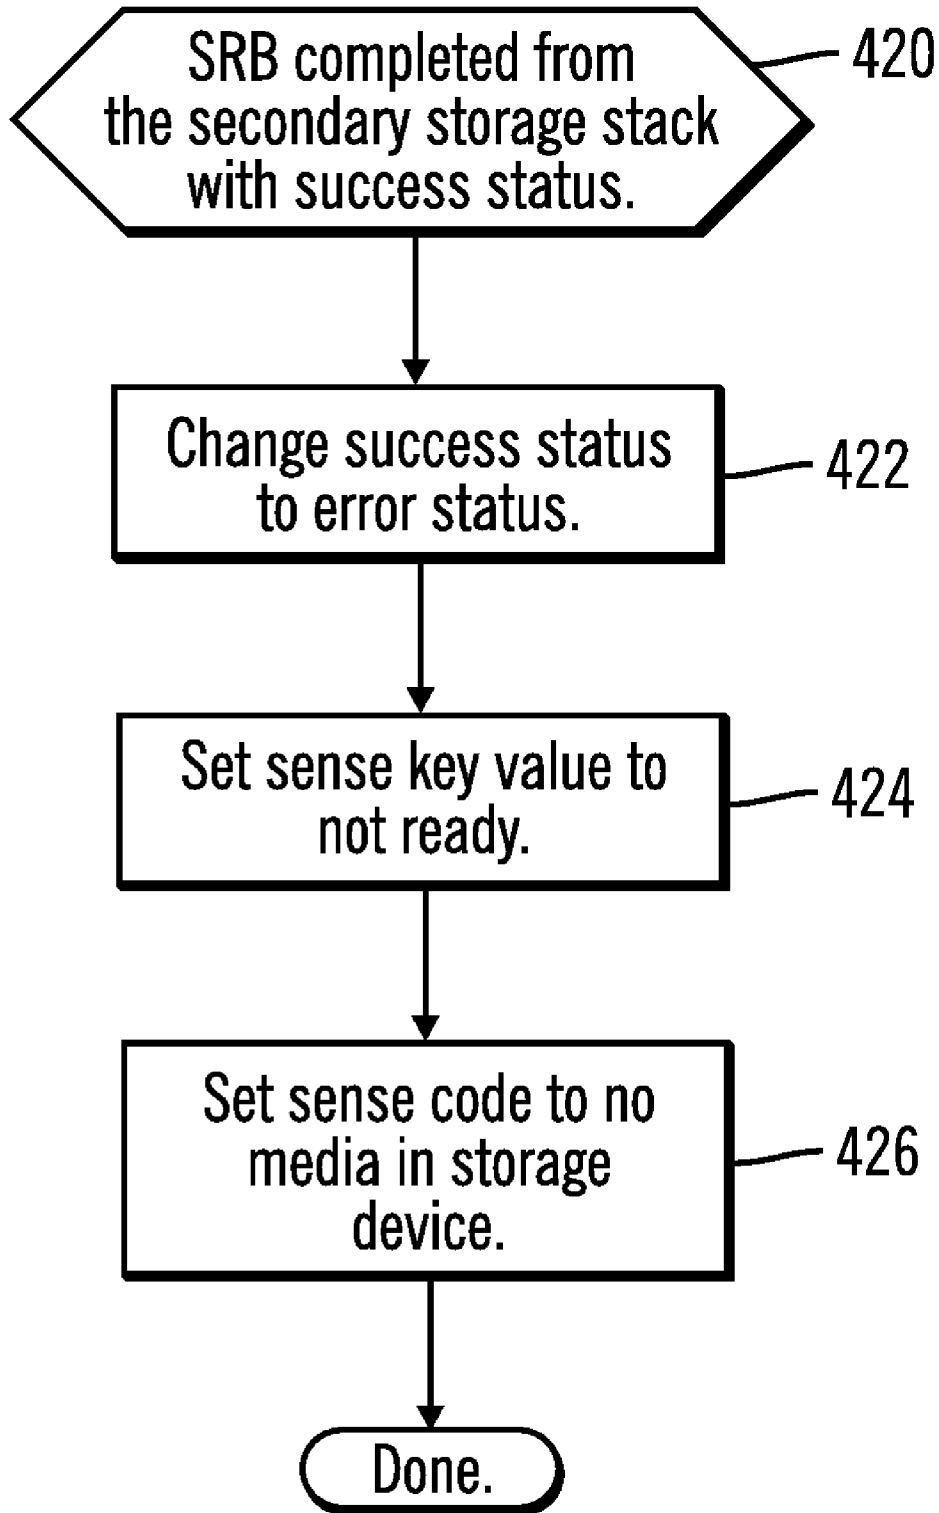 SRB completed from
the secondary storage stack
with success status.
420
Change success status
to error status.
422
Set sense key value to
not ready.
424
Set sense code to no
media in storage
device.
426
Done.